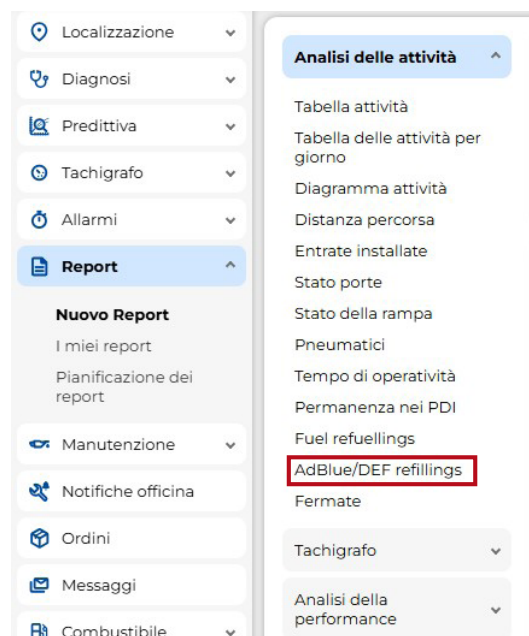 Localizzazione
Diagnosi
Predittiva
Tachigrafo
Allarmi
Report
Nuovo Report
I miei report
Pianificazione dei
report
Manutenzione
Notifiche officina
Ordini
Messaggi
Combustibile
Analisi delle attività
Tabella attività
Tabella delle attività per
giorno
Diagramma attività
Distanza percorsa
Entrate installate
Stato porte
Stato della rampa
Pneumatici
Tempo di operatività
Permanenza nei PDI
Fuel refuellings
AdBlue/DEF refillings
Fermate
Tachigrafo
Analisi della
performance